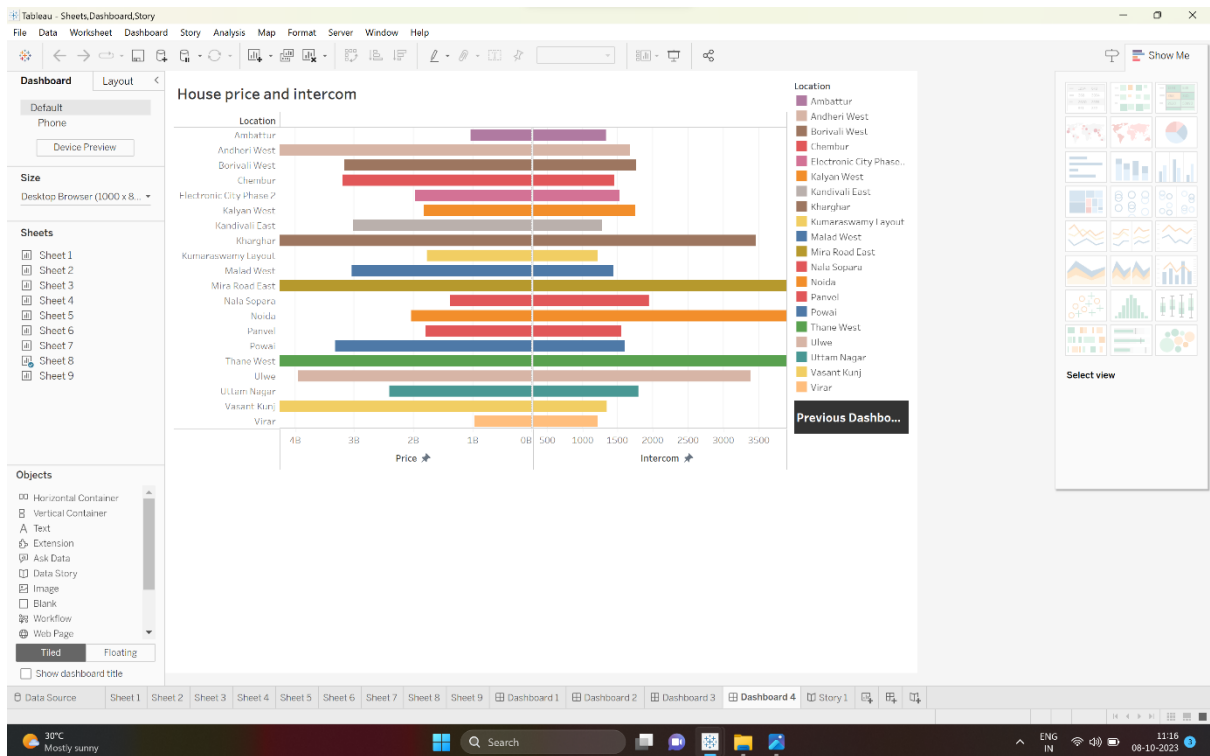 Tableau - Sheets,Dashboard,Story
File Data Worksheet Dashboard Story Analysis Map Format Server Window Help
Show Me
Dashboard Layout
Default
Phone
Device Preview
Size
Desktop Browser (1000 x 8...
Sheets
Sheet 1
Sheet 2
Sheet 3
Sheet 4
Sheet 5
Sheet 6
Sheet 7
Sheet 8
Sheet 9
Objects
Horizontal Container
Vertical Container
Text
Extension
Ask Data
Data Story
Image
Blank
Workflow
Web Page
Tiled Floating
Show dashboard title
House price and intercom
Location
Ambattur
Andheri West
Borivali West
Chembur
Electronic City Phase 2
Kalyan West
Kandivali East
Kharghar
Kumaraswamy Layout
Malad West
Mira Road East
Nala Sopara
Noida
Panvel
Powai
Thane West
Ulwe
Uttam Nagar
Vasant Kunj
Virar
4B 3B 2B 1B 0B 500 1000 1500 2000 2500 3000 3500
Price Intercom
Location
Ambattur
Andheri West
Borivali West
Chembur
Electronic City Phase..
Kalyan West
Kandivali East
Kharghar
Kumaraswamy Layout
Malad West
Mira Road East
Nala Sopara
Noida
Panvel
Powai
Thane West
Ulwe
Uttam Nagar
Vasant Kunj
Virar
Previous Dashbo...
Select view
Data Source Sheet 1 Sheet 2 Sheet 3 Sheet 4 Sheet 5 Sheet 6 Sheet 7 Sheet 8 Sheet 9 Dashboard 1 Dashboard 2 Dashboard 3 Dashboard 4 Story 1
30°C
Mostly sunny
Search
ENG
IN
11:16
08-10-2023
3